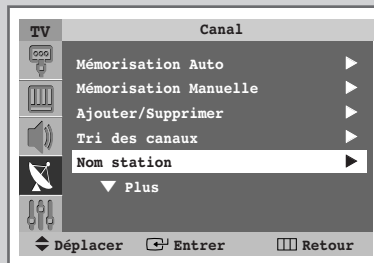 TV Canal
Mémorisation Auto
Mémorisation Manuelle
Ajouter/Supprimer
Tri des canaux
Nom station
Plus
Déplacer Entrer Retour